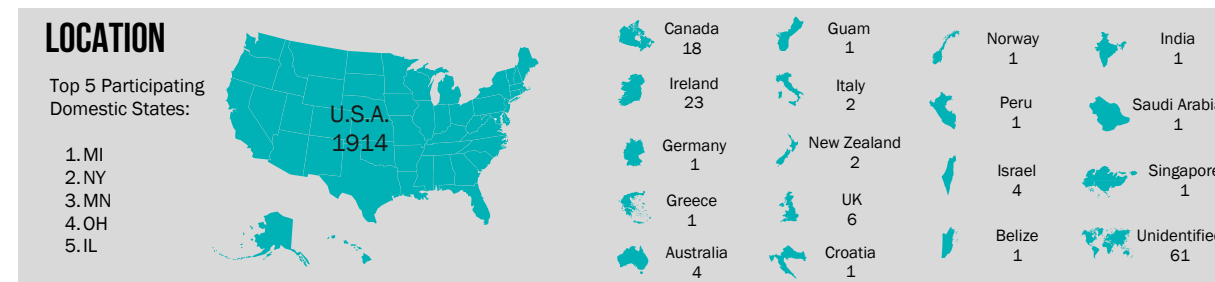 LOCATION
Top 5 Participating
Domestic States:
1. MI
2. NY
3. MN
4. OH
5. IL
U.S.A.
1914
Canada
18
Ireland
23
Germany
1
Greece
1
Australia
4
Guam
1
Italy
2
New Zealand
2
UK
6
Croatia
1
Norway
1
Peru
1
Israel
4
Belize
1
India
1
Saudi Arabi
1
Singapore
1
Unidentifie
61